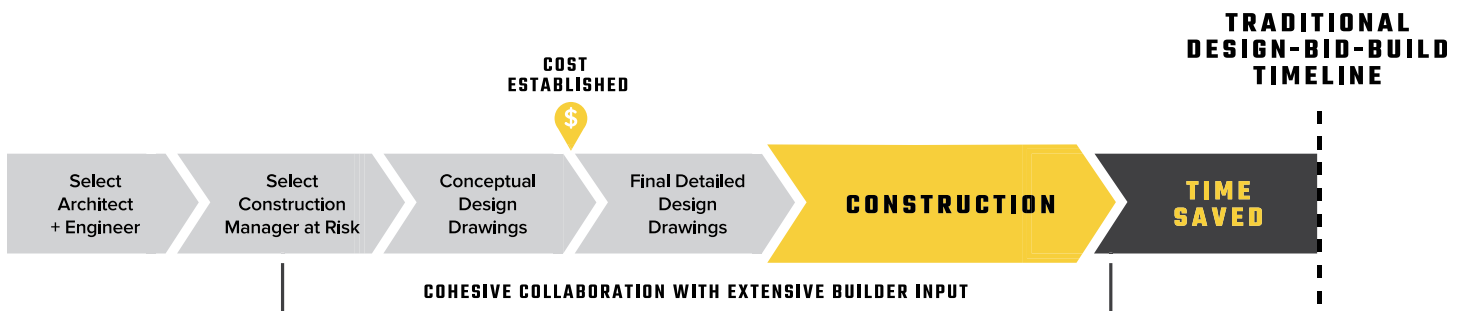 TRADITIONAL
DESIGN-BID-BUILD
TIMELINE
COST
ESTABLISHED
$
Select
Architect
+ Engineer
Select
Construction
Manager at Risk
Conceptual
Design
Drawings
Final Detailed
Design
Drawings
CONSTRUCTION
TIME
SAVED
COHESIVE COLLABORATION WITH EXTENSIVE BUILDER INPUT